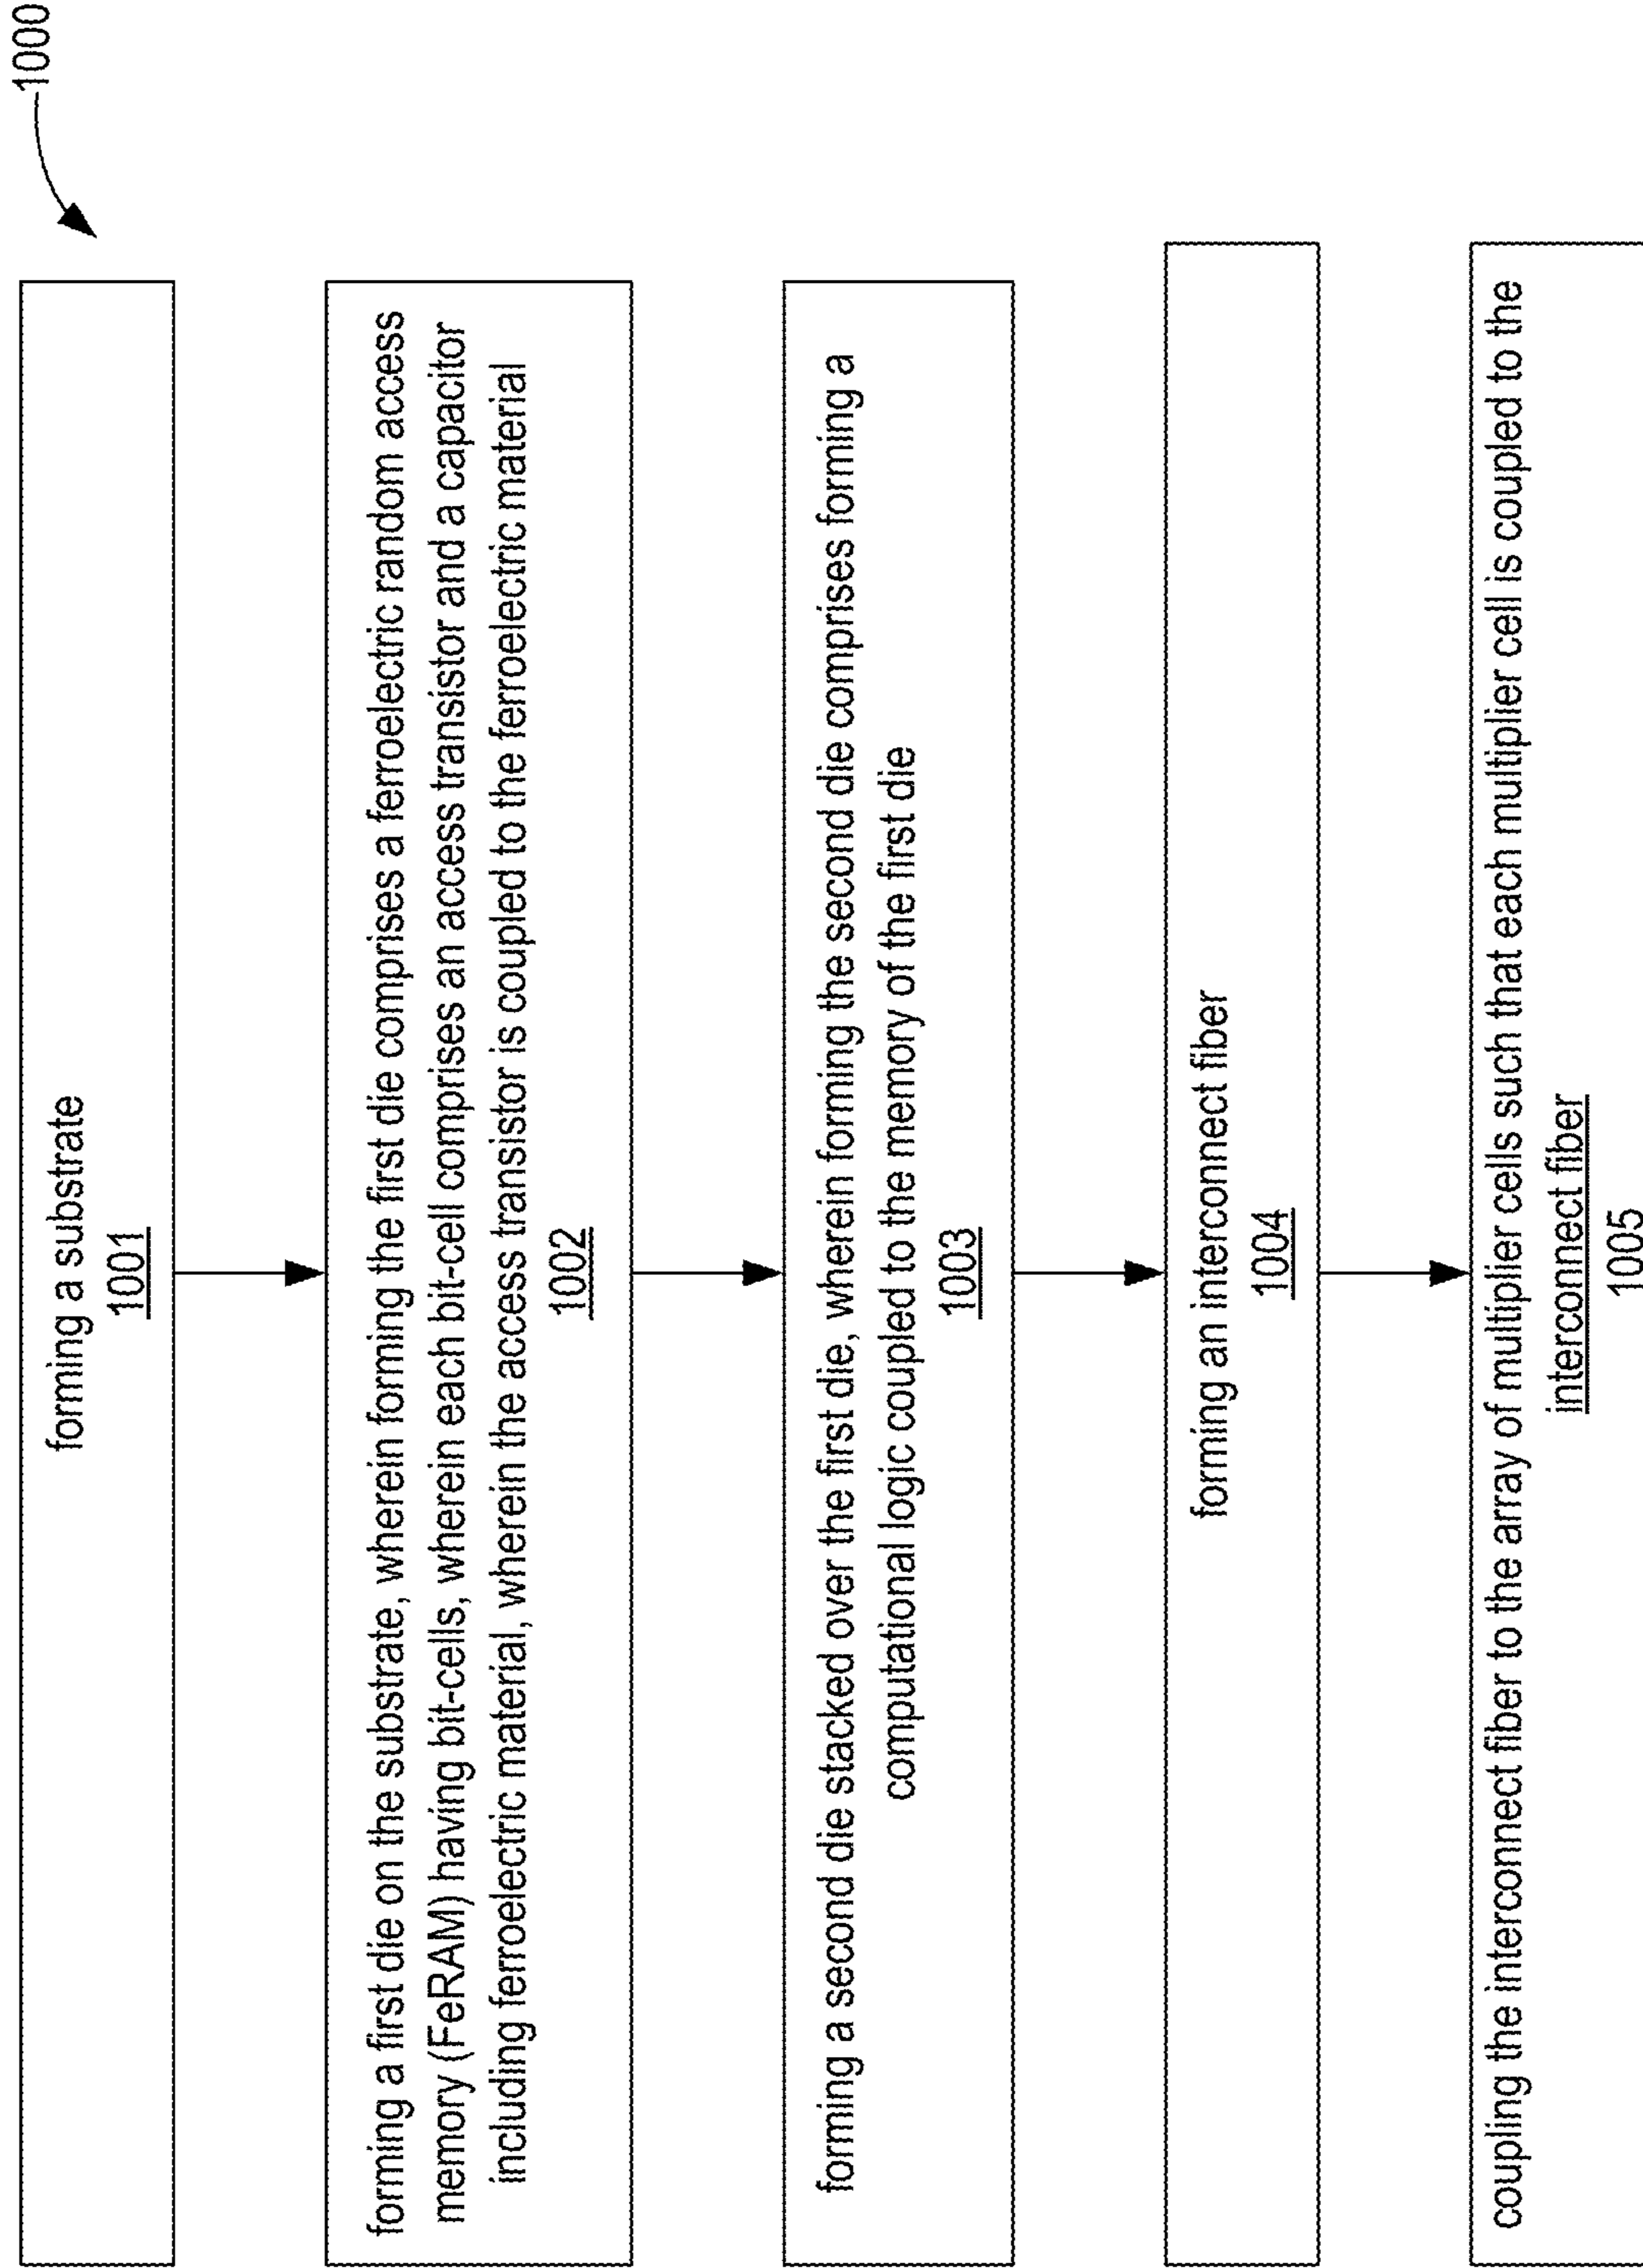 1000
forming a substrate
1001
forming a first die on the substrate, wherein forming the first die comprises a ferroelectric random access
memory (FeRAM) having bit-cells, wherein each bit-cell comprises an access transistor and a capacitor
including ferroelectric material, wherein the access transistor is coupled to the ferroelectric material
1002
forming a second die stacked over the first die, wherein forming the second die comprises forming a
computational logic coupled to the memory of the first die
1003
forming an interconnect fiber
1004
coupling the interconnect fiber to the array of multiplier cells such that each multiplier cell is coupled to the
interconnect fiber
1005